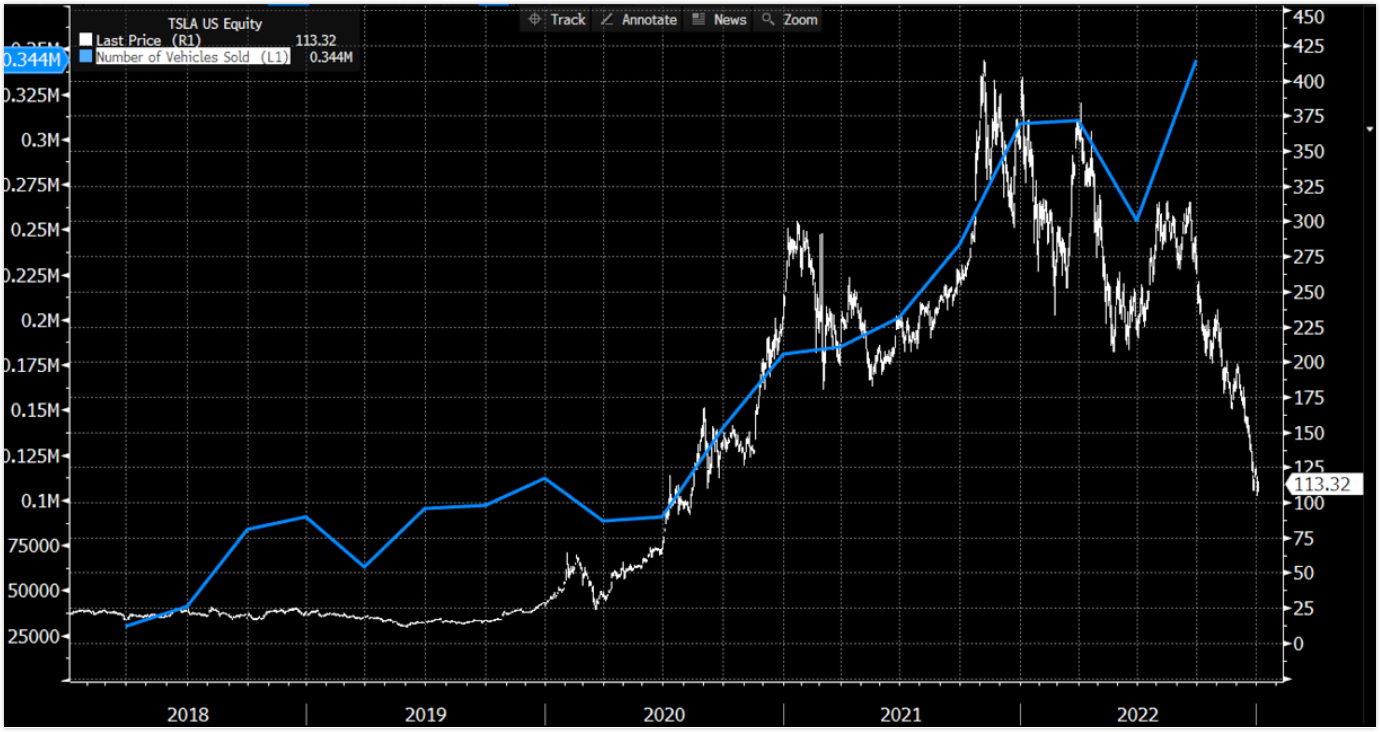 TSLA US Equity
Last Price (R1) 113.32
Number of Vehicles Sold (L1) 0.344M
Track Annotate News Zoom
0.344M
0.325M
0.3M
0.275M
0.25M
0.225M
0.2M
0.175M
0.15M
0.125M
0.1M
75000
50000
25000
450
425
400
375
350
325
300
275
250
225
200
175
150
125
113.32
100
75
50
25
0
2018 2019 2020 2021 2022